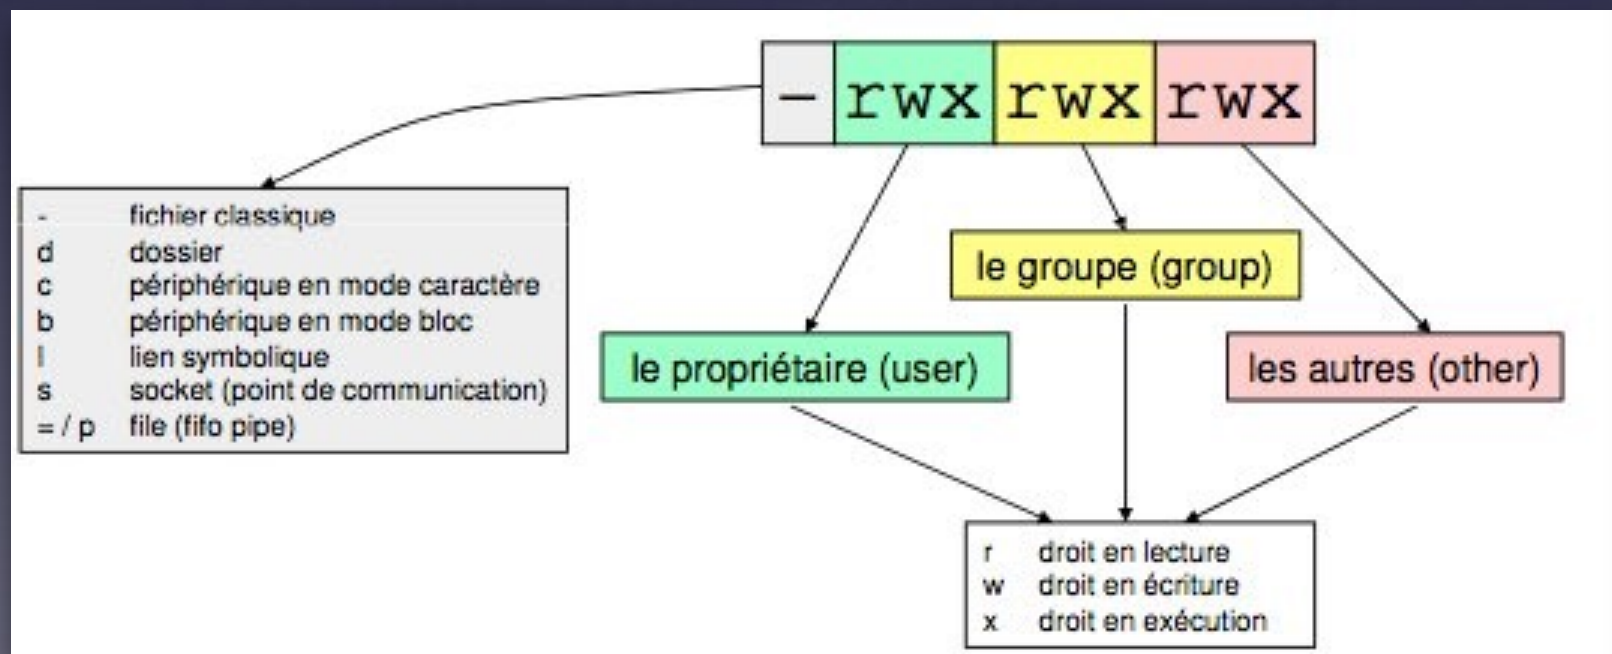 - rwx rwx rwx
- fichier classique
d dossier
c périphérique en mode caractère
b périphérique en mode bloc
l lien symbolique
s socket (point de communication)
= / p file (fifo pipe)
le groupe (group)
le propriétaire (user)
les autres (other)
r droit en lecture
w droit en écriture
x droit en exécution